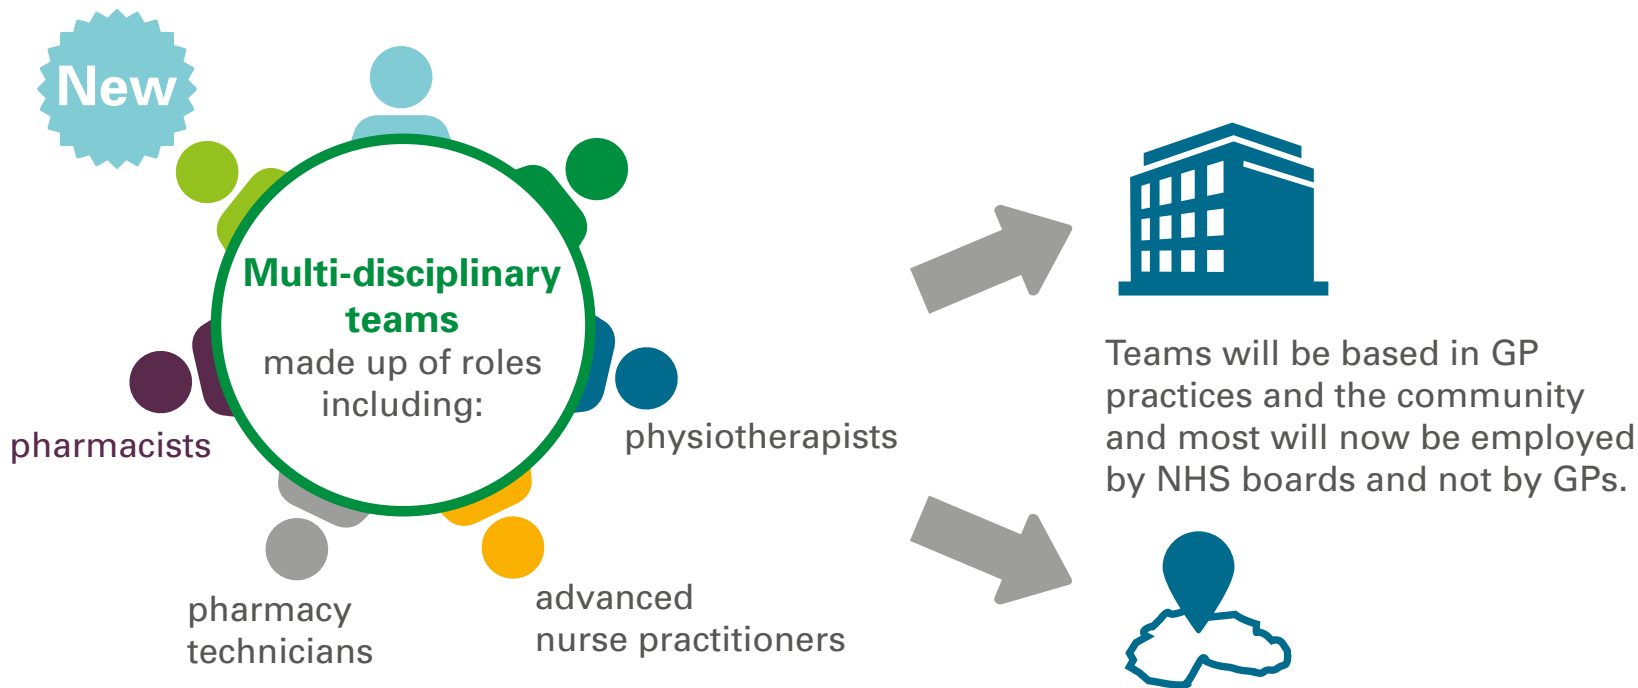 New
Multi-disciplinary
teams
made up of roles
including:
pharmacists
physiotherapists
pharmacy
technicians
advanced
nurse practitioners
Teams will be based in GP
practices and the community
and most will now be employed
by NHS boards and not by GPs.